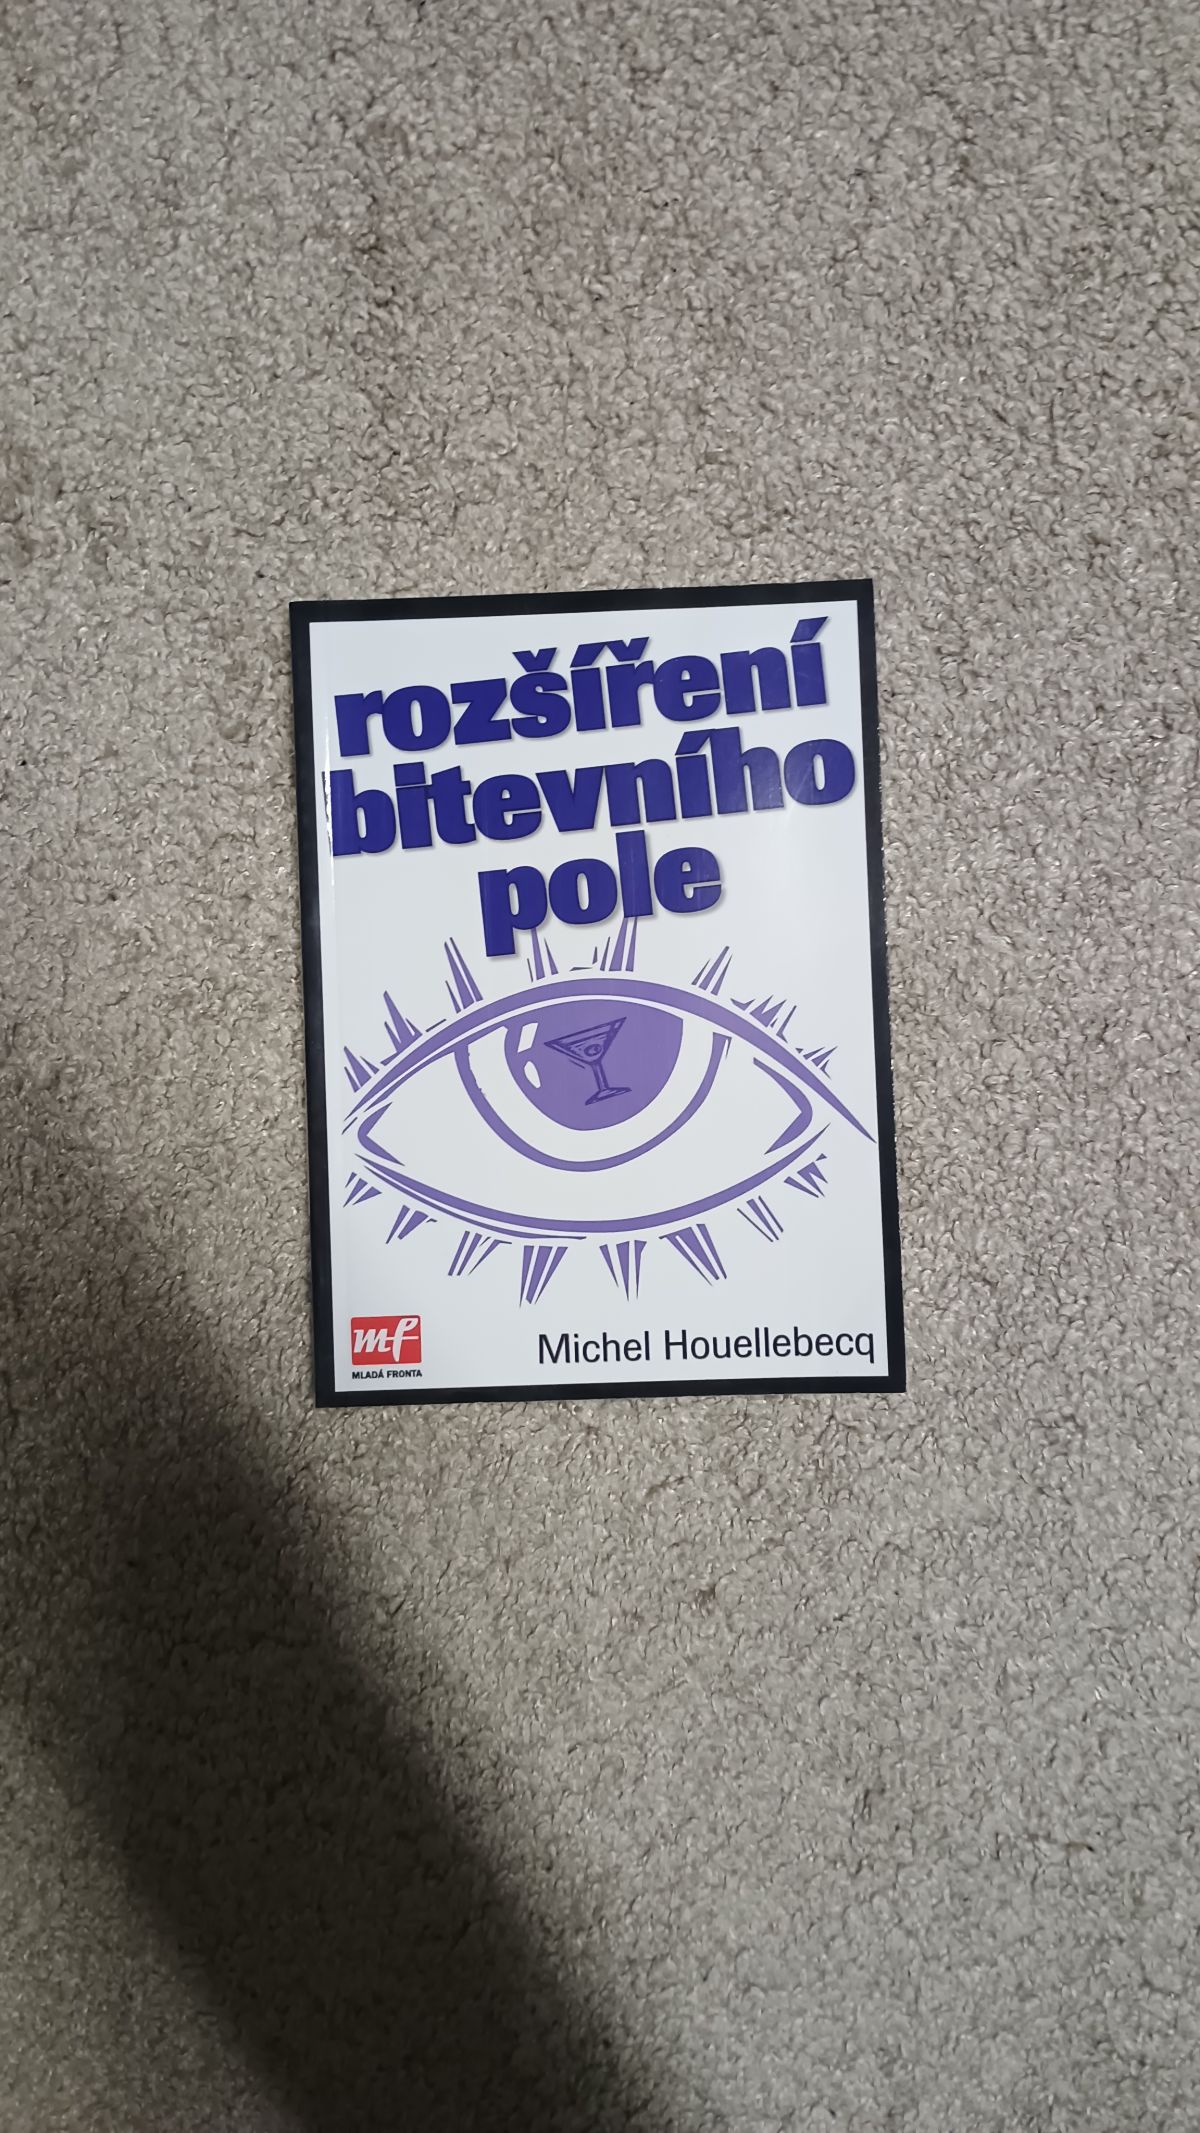 rozšíření
bitevního
pole
mf
MLADÁ FRONTA
Michel Houellebecq